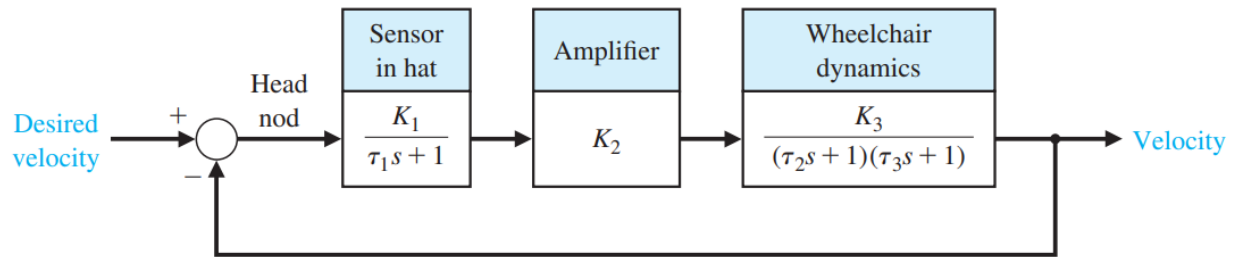 Desired
velocity
+
−
Head
nod
Sensor
in hat
K₁
τ₁s + 1
Amplifier
K₂
Wheelchair
dynamics
K₃
(τ₂s + 1)(τ₃s + 1)
Velocity